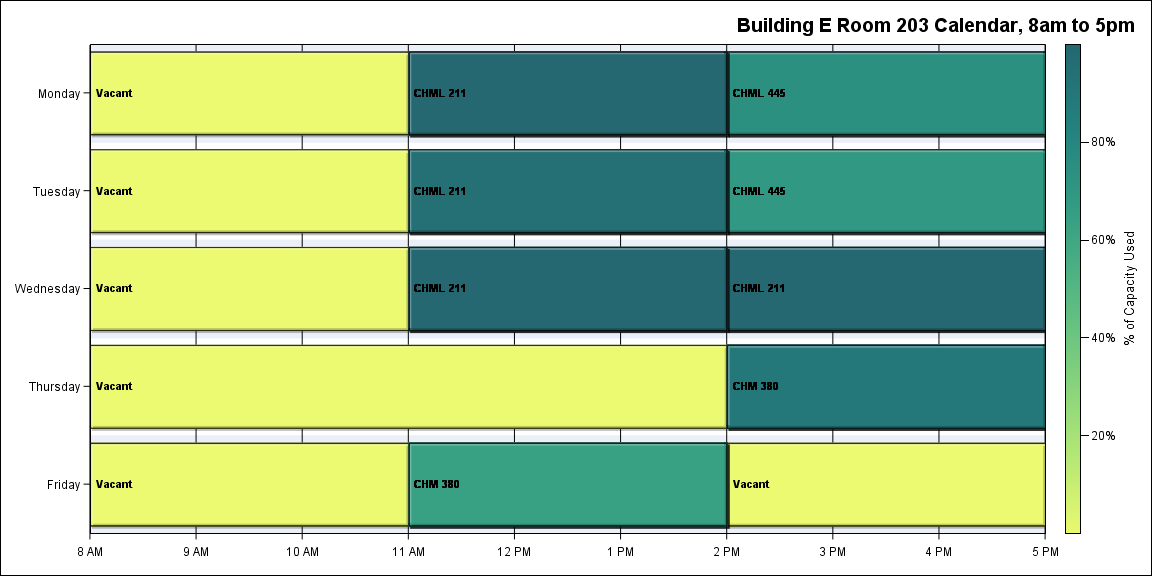 Building E Room 203 Calendar, 8am to 5pm
Monday
Vacant
CHML 211
CHML 445
Tuesday
Vacant
CHML 211
CHML 445
Wednesday
Vacant
CHML 211
CHML 211
Thursday
Vacant
CHM 380
Friday
Vacant
CHM 380
Vacant
8 AM
9 AM
10 AM
11 AM
12 PM
1 PM
2 PM
3 PM
4 PM
5 PM
80%
60%
40%
20%
% of Capacity Used